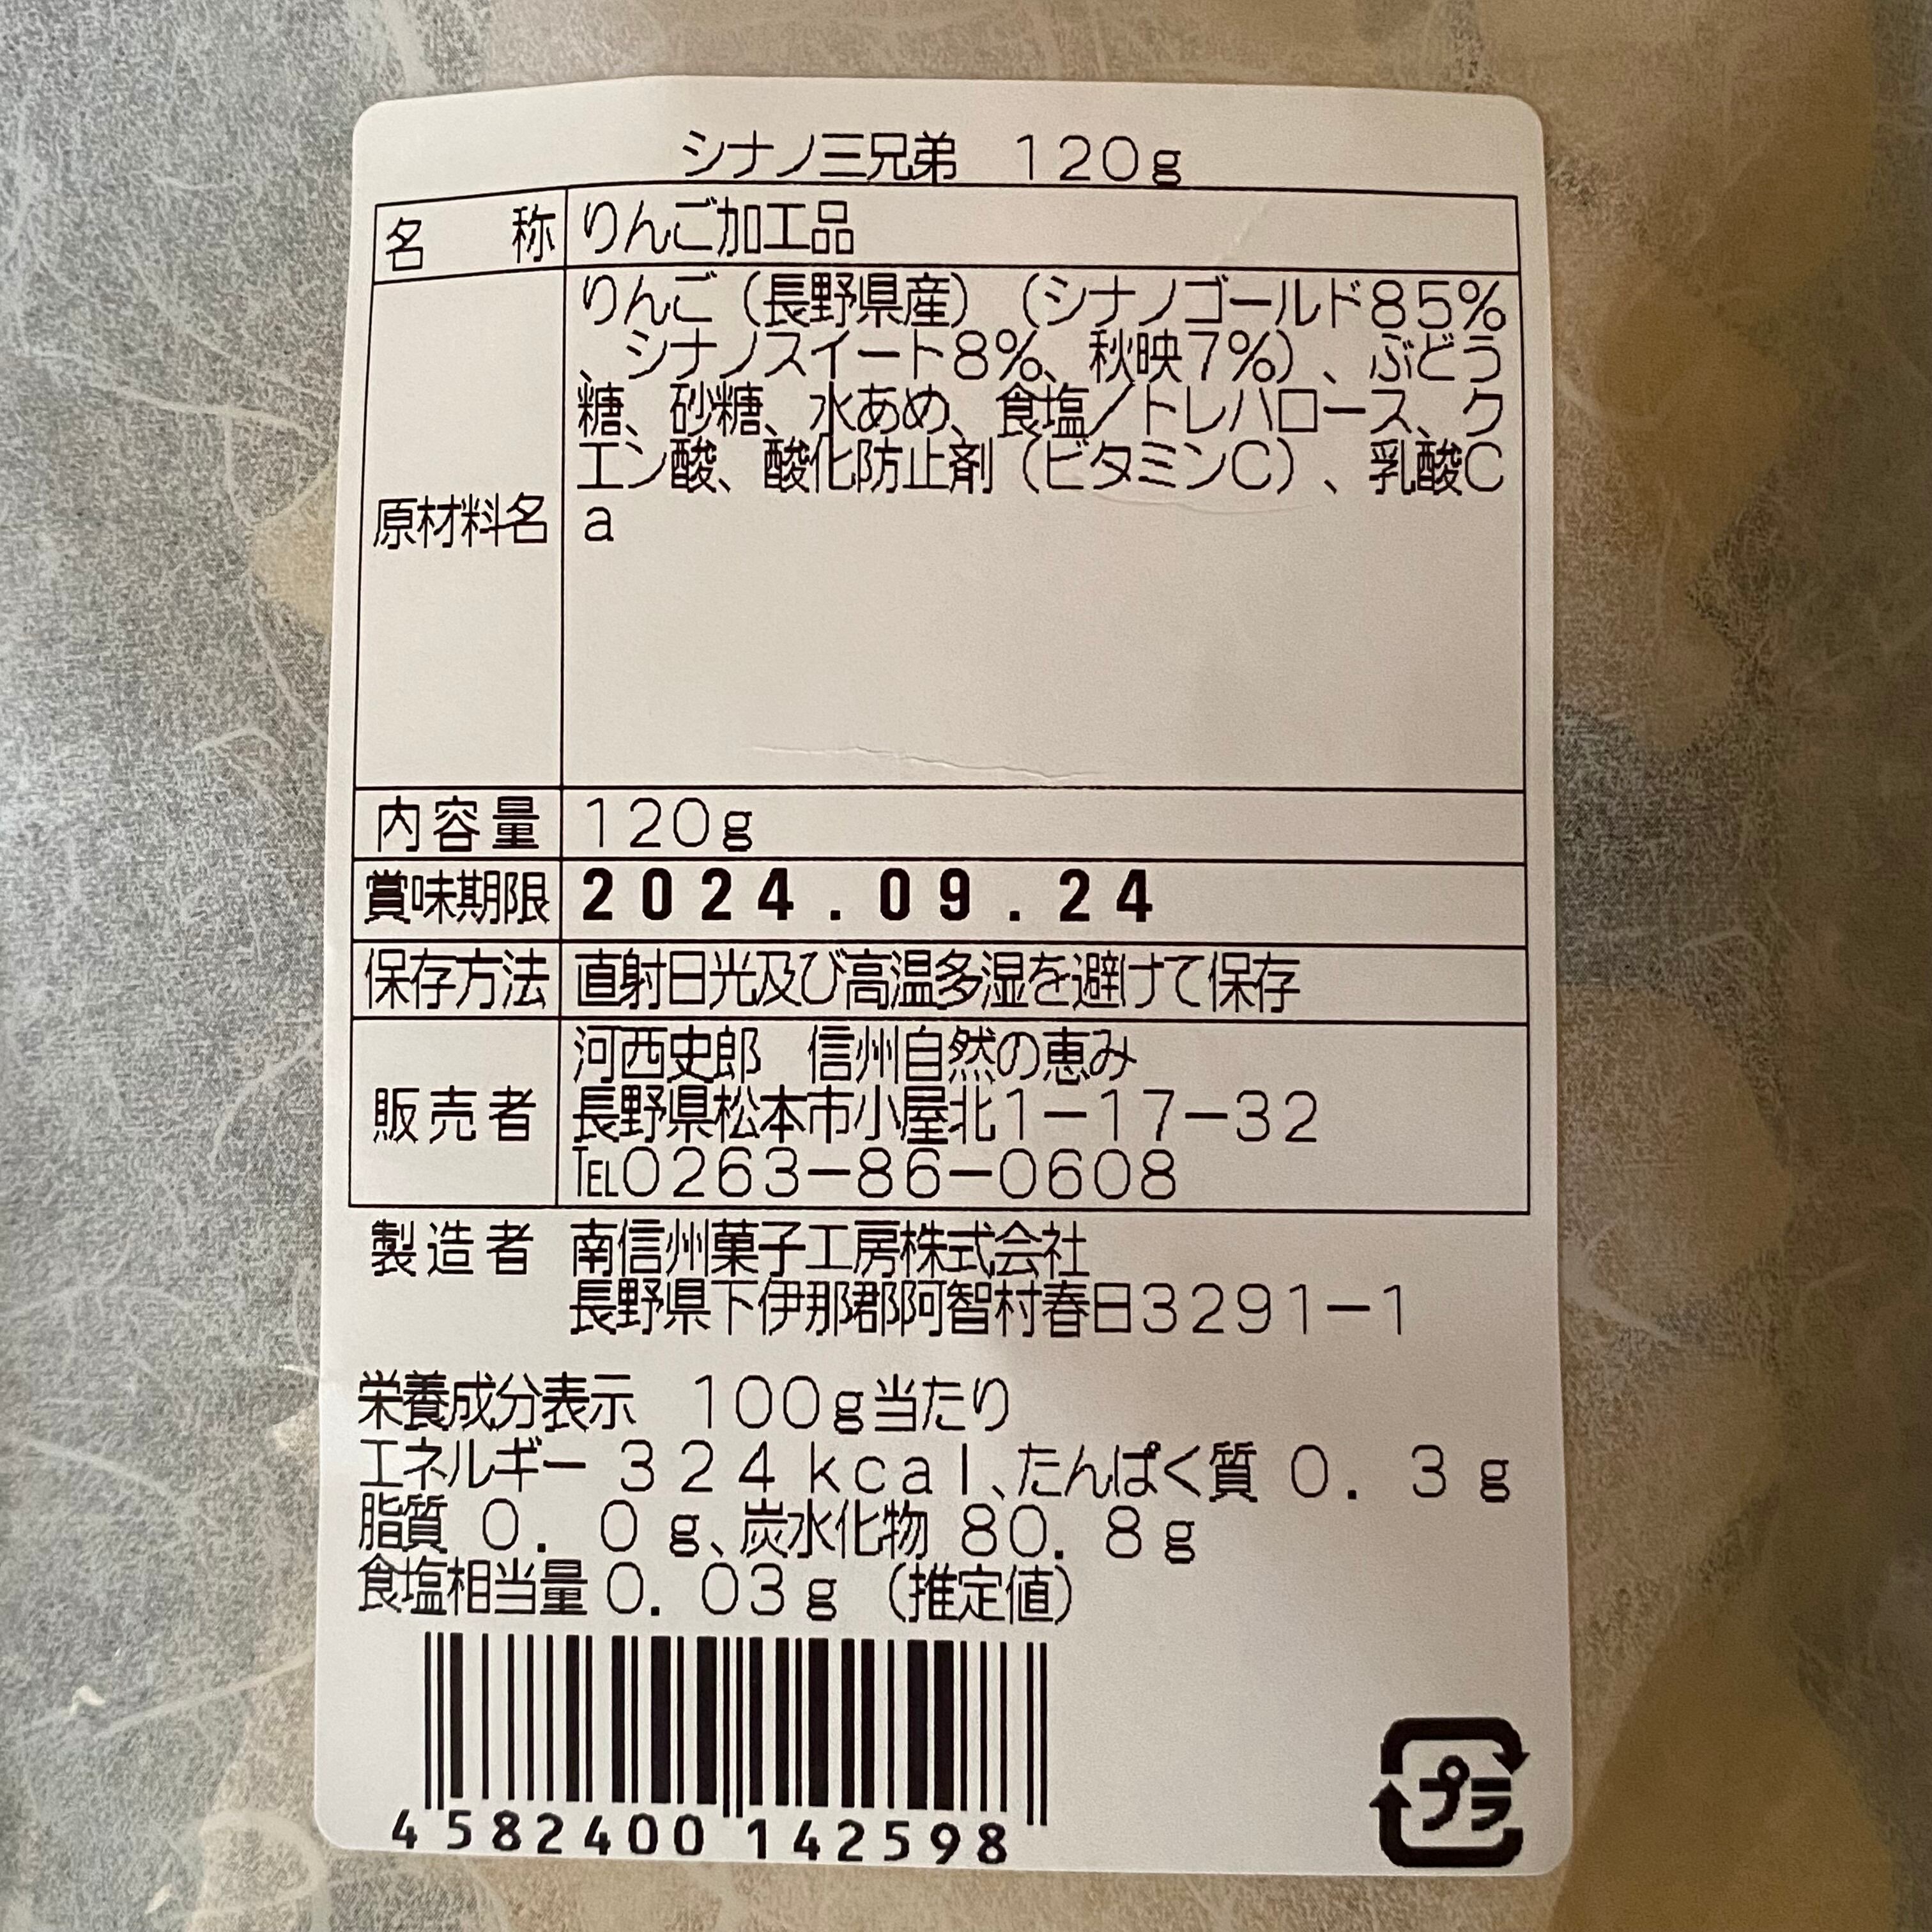 シナノ三兄弟　120g
名称 りんご加工品
原材料名 りんご（長野県産）（シナノゴールド85%
、シナノスイート8%、秋映7%）、ぶどう
糖、砂糖、水あめ、食塩／トレハロース、ク
エン酸、酸化防止剤（ビタミンC）、乳酸C
a
内容量 120g
賞味期限 2024.09.24
保存方法 直射日光及び高温多湿を避けて保存
販売者 河西史郎　信州自然の恵み
長野県松本市小屋北1-17-32
TEL0263-86-0608
製造者 南信州菓子工房株式会社
長野県下伊那郡阿智村春日3291-1
栄養成分表示　100g当たり
エネルギー 324kcal、たんぱく質 0.3g
脂質 0.0g、炭水化物 80.8g
食塩相当量0.03g（推定値）
4582400142598
プラ